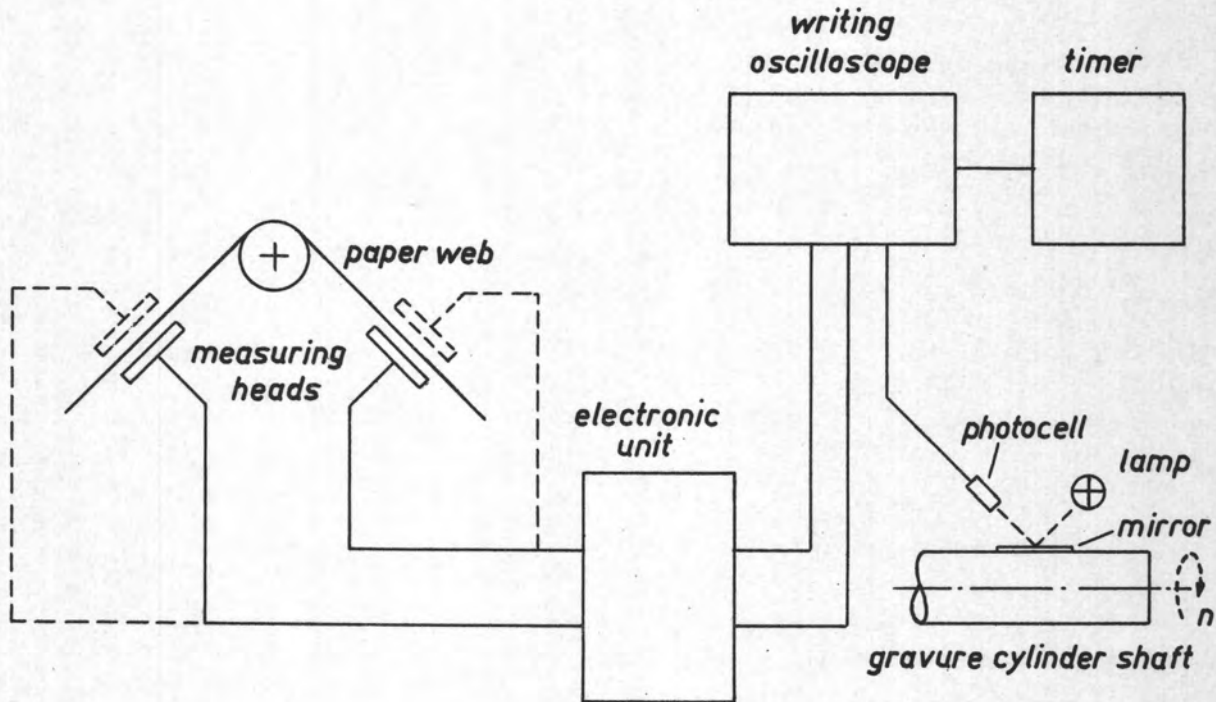 writing
oscilloscope
timer
paper web
measuring
heads
electronic
unit
photocell
lamp
mirror
n
gravure cylinder shaft